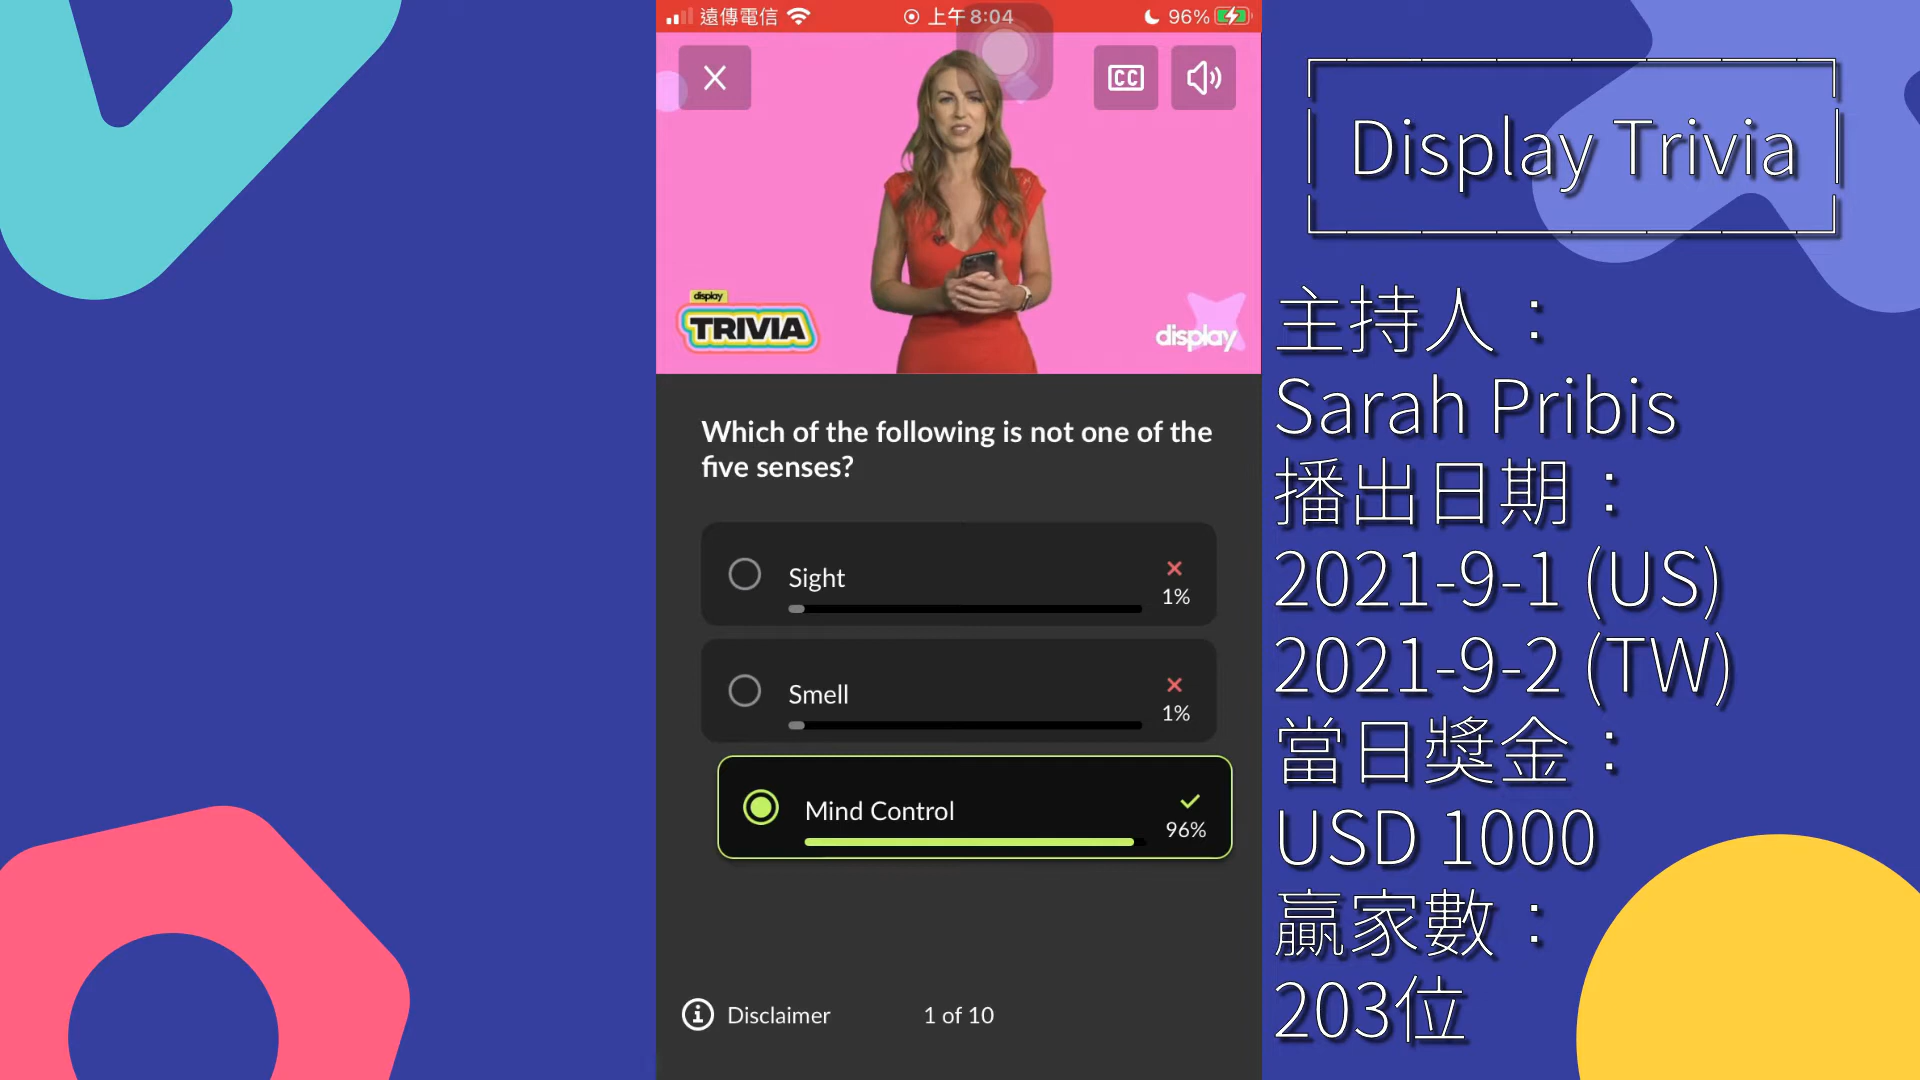 遠傳電信
上午8:04
96%
CC
display
TRIVIA
display
Which of the following is not one of the
five senses?
Sight
1%
Smell
1%
Mind Control
96%
Disclaimer
1 of 10
Display Trivia
主持人：
Sarah Pribis
播出日期：
2021-9-1 (US)
2021-9-2 (TW)
當日獎金：
USD 1000
贏家數：
203位